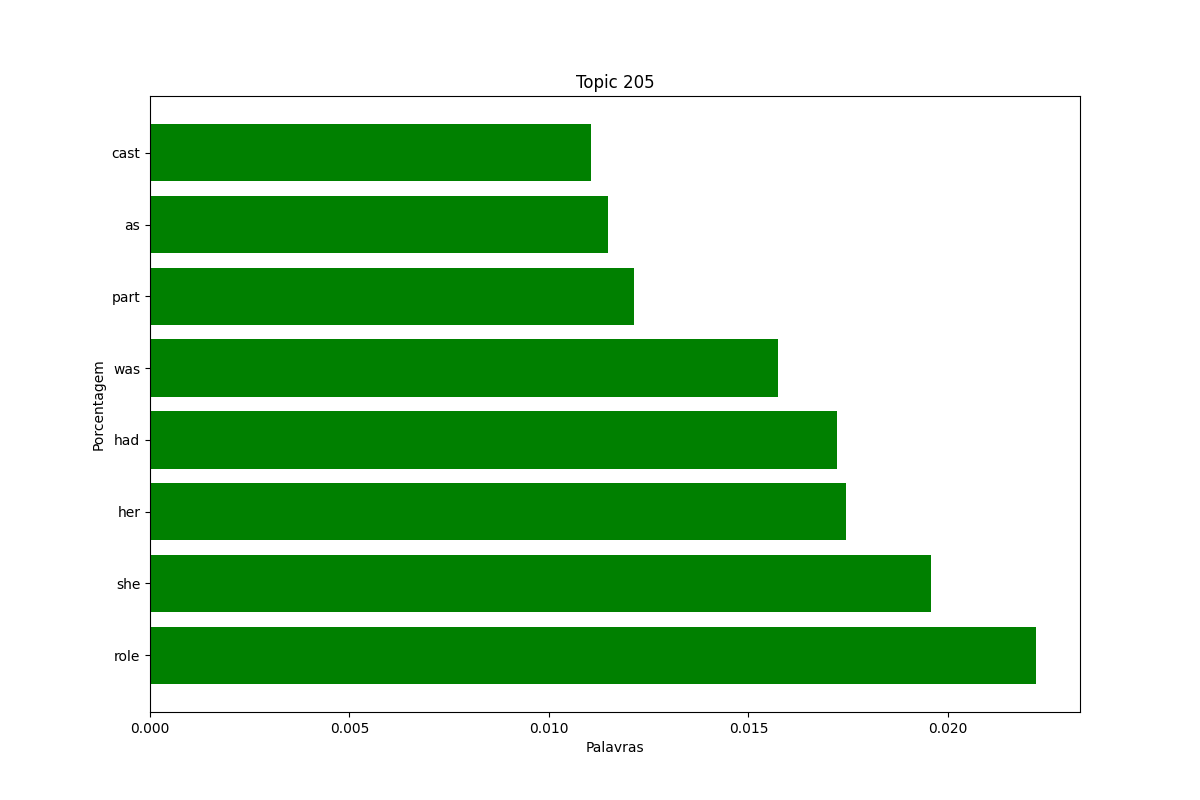 Topic 205
cast
as
part
was
had
her
she
role
Porcentagem
0.000 0.005 0.010 0.015 0.020
Palavras